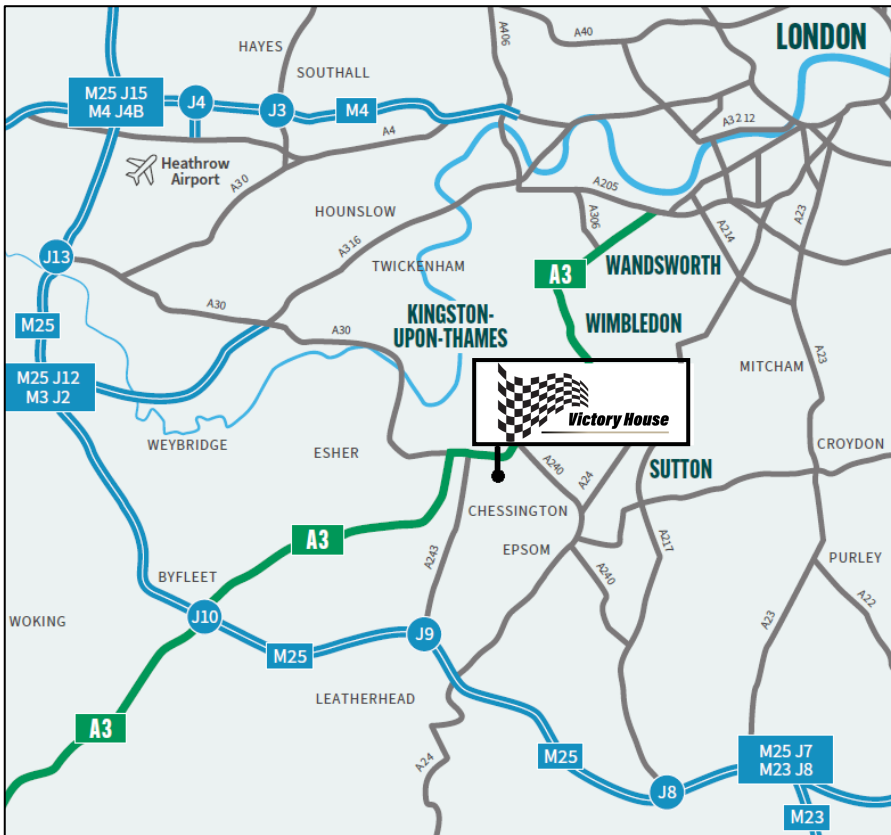 A406
A40
LONDON
HAYES
SOUTHALL
M25 J15
M4 J4B
J4
J3
M4
A4
A3212
Heathrow
Airport
A30
A205
A306
A23
HOUNSLOW
A214
A316
J13
TWICKENHAM
WANDSWORTH
A3
A30
M25
KINGSTON-
UPON-THAMES
WIMBLEDON
A30
A23
M25 J12
M3 J2
MITCHAM
Victory House
WEYBRIDGE
ESHER
CROYDON
A240
A24
SUTTON
CHESSINGTON
A3
A243
EPSOM
A217
BYFLEET
A240
PURLEY
A22
WOKING
J10
A23
J9
M25
LEATHERHEAD
A3
A24
M25
M25 J7
M23 J8
J8
M23